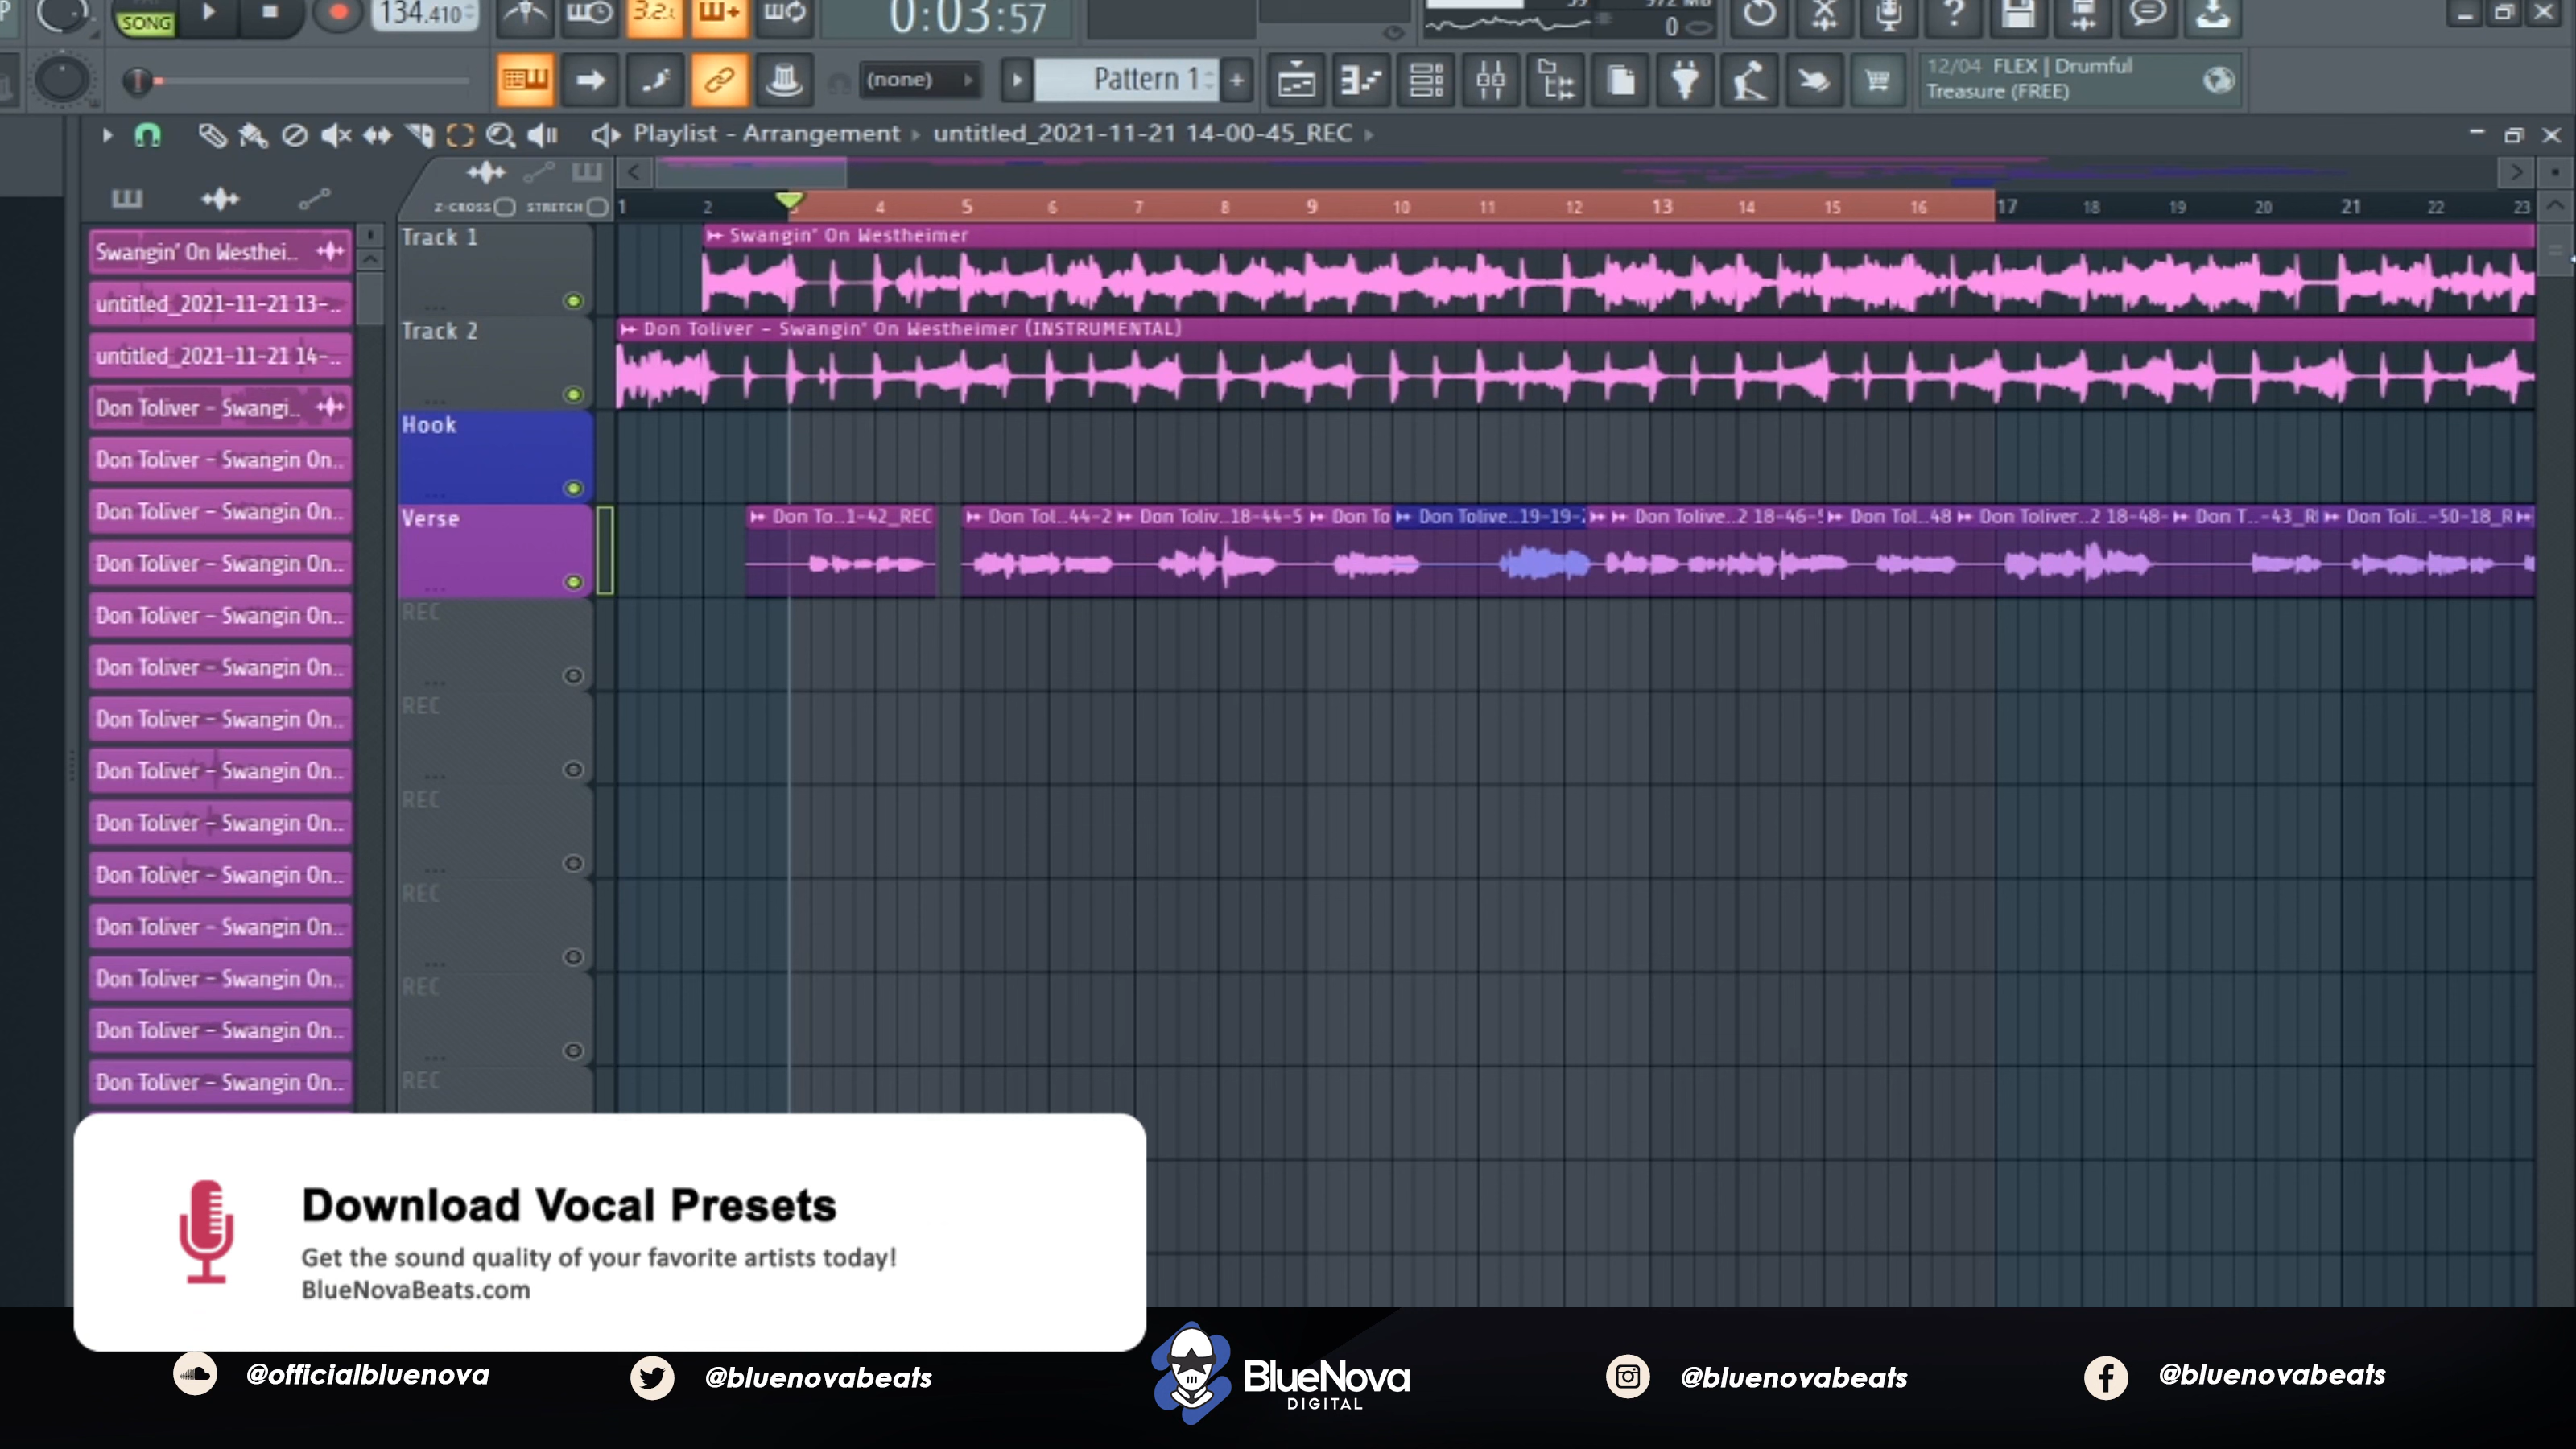 SONG
134.410
3.2.
0:03:57
0
(none)
Pattern 1
12/04 FLEX | Drumful
Treasure (FREE)
Playlist - Arrangement › untitled_2021-11-21 14-00-45_REC
Z-CROSS STRETCH
1 2 3 4 5 6 7 8 9 10 11 12 13 14 15 16 17 18 19 20 21 22 23
Swangin' On Westhei...
untitled_2021-11-21 13-..
untitled_2021-11-21 14-..
Don Toliver - Swangi...
Don Toliver - Swangin On..
Don Toliver - Swangin On..
Don Toliver - Swangin On..
Don Toliver - Swangin On..
Don Toliver - Swangin On..
Don Toliver - Swangin On..
Don Toliver - Swangin On..
Don Toliver - Swangin On..
Don Toliver - Swangin On..
Don Toliver - Swangin On..
Don Toliver - Swangin On..
Don Toliver - Swangin On..
Don Toliver - Swangin On..
Track 1
Swangin' On Westheimer
Track 2
Don Toliver - Swangin' On Westheimer (INSTRUMENTAL)
Hook
Verse
Don To...1-42_REC Don Tol...44-2 Don Toliv...18-44-5 Don To Don Tolive...19-19- Don Tolive...2 18-46- Don Tol...48 Don Toliver...2 18-48- Don T...-43_R Don Toli...-50-18_R
REC
REC
REC
REC
REC
REC
Download Vocal Presets
Get the sound quality of your favorite artists today!
BlueNovaBeats.com
@officialbluenova
@bluenovabeats
BlueNova
DIGITAL
@bluenovabeats
@bluenovabeats